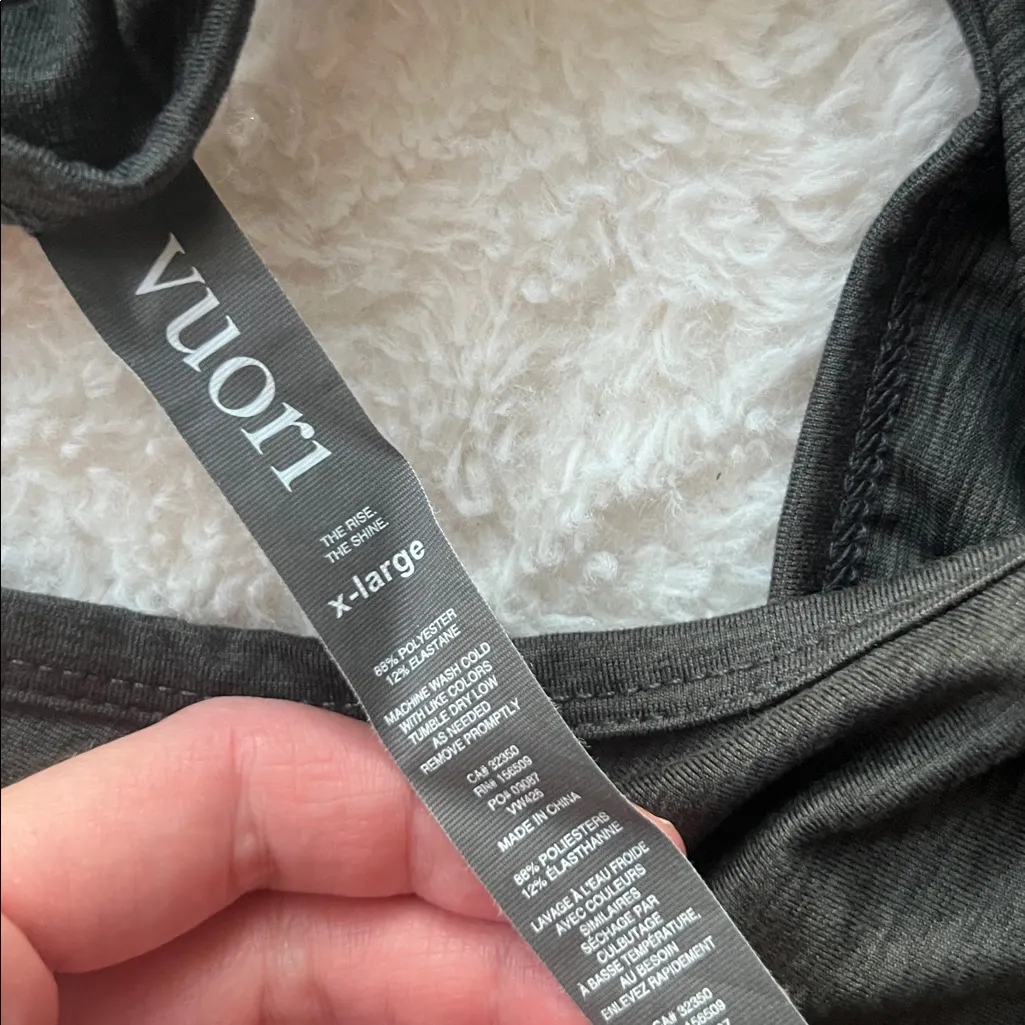 vuori
THE RISE.
THE SHINE.
x-large
88% POLYESTER
12% ELASTANE
MACHINE WASH COLD
WITH LIKE COLORS
TUMBLE DRY LOW
AS NEEDED
REMOVE PROMPTLY
CA# 32350
RN# 156509
PO# 09087
VW426
MADE IN CHINA
88% POLIESTERS
12% ÉLASTHANNE
LAVAGE À L'EAU FROIDE
AVEC COULEURS
SIMILAIRES
SÉCHAGE PAR
CULBUTAGE
À BASSE TEMPÉRATURE,
AU BESOIN
ENLEVEZ RAPIDEMENT
CA# 32350
156509